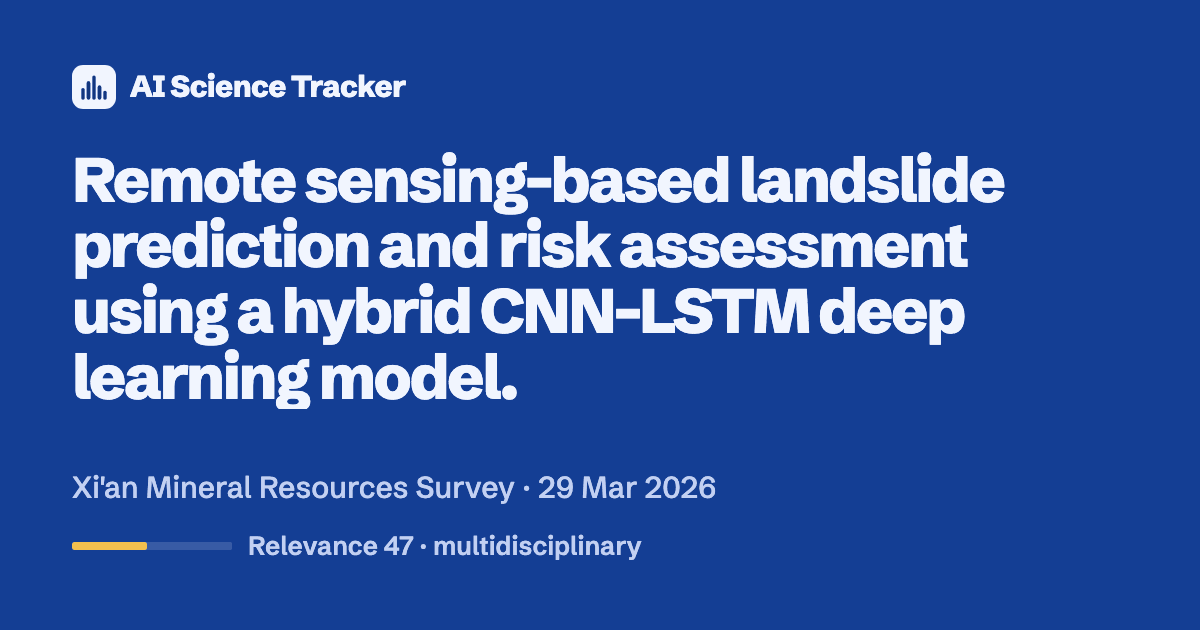 AI Science Tracker
Remote sensing-based landslide
prediction and risk assessment
using a hybrid CNN-LSTM deep
learning model.
Xi'an Mineral Resources Survey · 29 Mar 2026
Relevance 47 · multidisciplinary